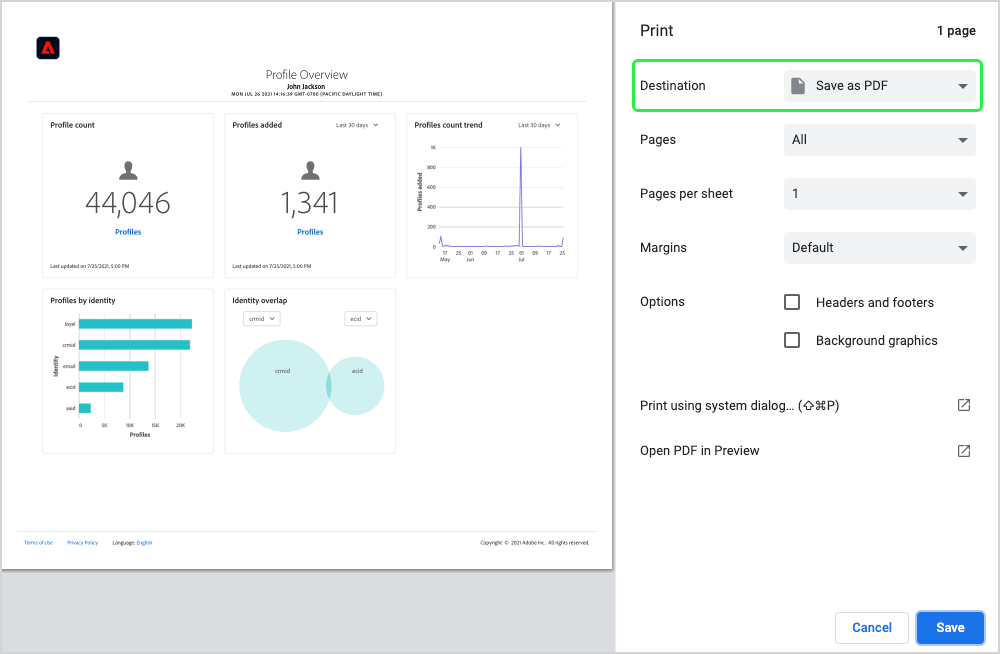 Profile Overview
John Jackson
MON JUL 26 2021 14:16:39 GMT-0700 (PACIFIC DAYLIGHT TIME)
Profile count
44,046
Profiles
Last updated on 7/25/2021, 5:00 PM
Profiles added
Last 30 days
1,341
Profiles
Last updated on 7/25/2021, 5:00 PM
Profiles count trend
Last 30 days
Profiles added
1K
800
600
400
200
0
17 25 01 09 17 25 01 09 17 25
May Jun Jul
Profiles by identity
Identity
loyal
crmid
email
ecid
aaid
0 5K 10K 15K 20K
Profiles
Identity overlap
crmid
ecid
crmid
ecid
Terms of Use Privacy Policy Language: English
Copyright © 2021 Adobe Inc. All rights reserved.
Print 1 page
Destination Save as PDF
Pages All
Pages per sheet 1
Margins Default
Options Headers and footers
Background graphics
Print using system dialog... (⇧⌘P)
Open PDF in Preview
Cancel Save